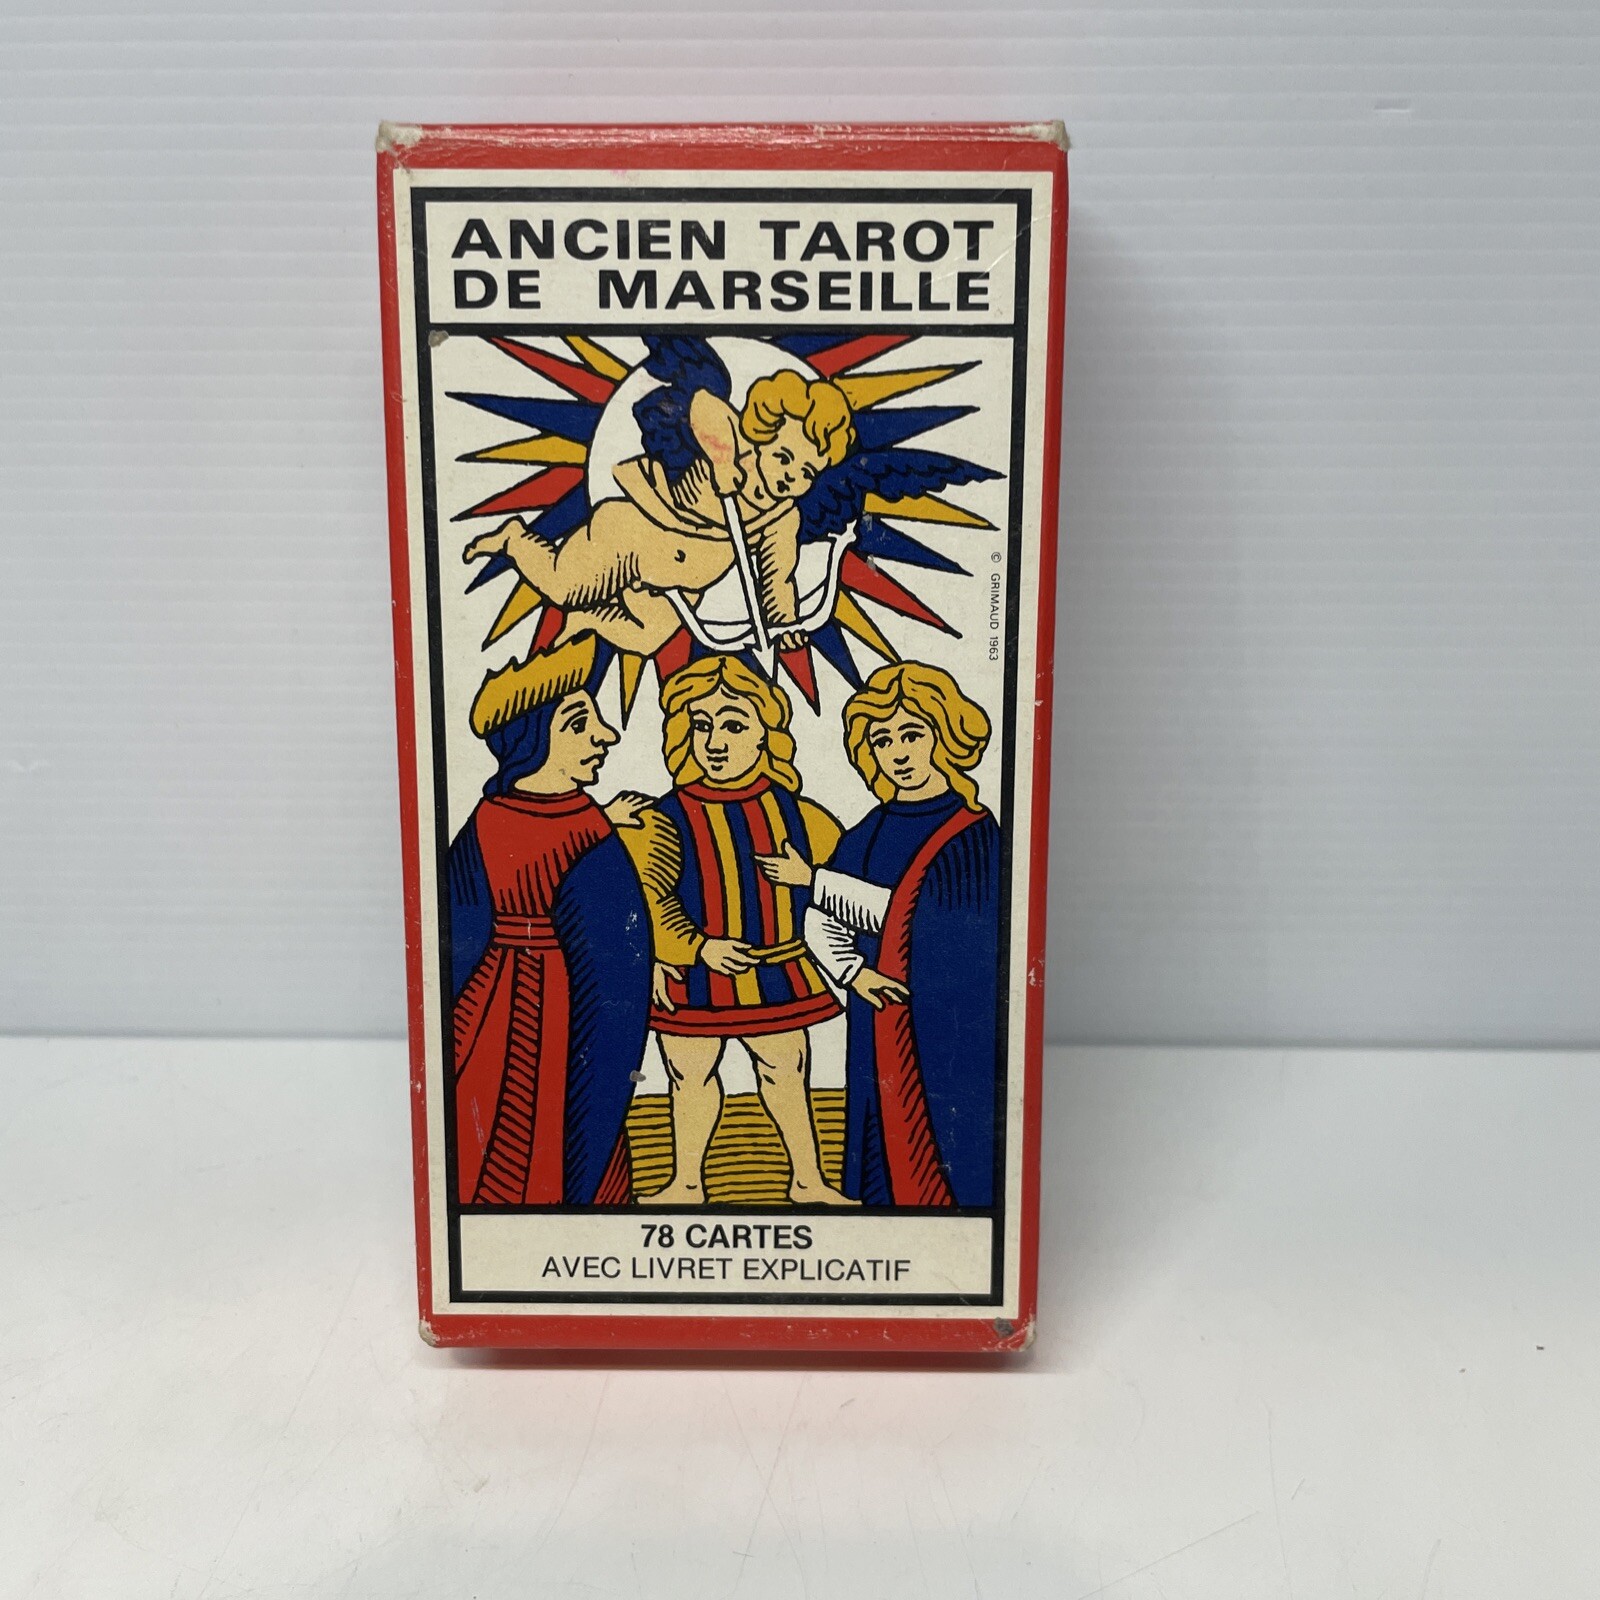 ANCIEN TAROT
DE MARSEILLE
© GRIMAUD 1963
78 CARTES
AVEC LIVRET EXPLICATIF